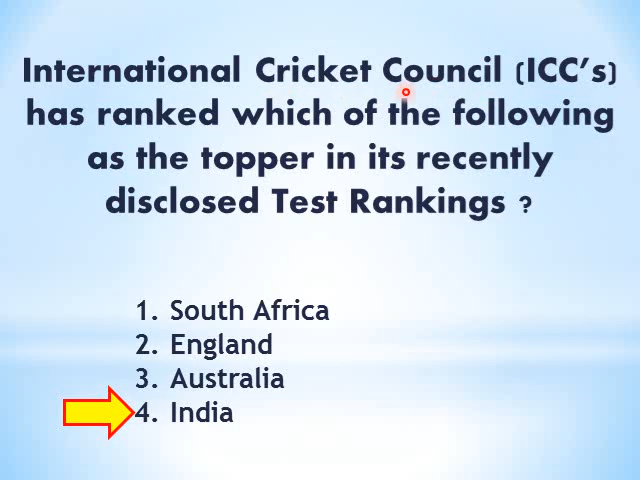 International Cricket Council (ICC's)
has ranked which of the following
as the topper in its recently
disclosed Test Rankings ?
1. South Africa
2. England
3. Australia
4. India